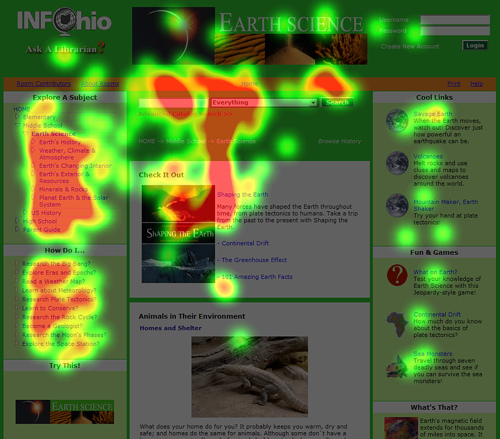 INFOhio
Ask A Librarian?
EARTH SCIENCE
Username
Password
Create New Account
Login
Room Contributors
About Rooms
Home
Print
Help
Explore A Subject
HOME
Elementary
Middle School
Earth Science
Earth's History
Weather, Climate &
Atmosphere
Earth's Changing Interior
Earth's Exterior &
Resources
Minerals & Rocks
Planet Earth & the Solar
System
US History
High School
Parent Guide
How Do I...
Research the Big Bang?
Explore Eras and Epochs?
Read a Weather Map?
Learn about Meteorology?
Research Plate Tectonics?
Learn to Conserve?
Research the Rock Cycle?
Become a Geologist?
Research the Moon's Phases?
Explore the Space Station?
Try This!
EARTH SCIENCE
Everything
Search
HOME -> Middle School -> Earth Science
Browse History
Check It Out
SHAPING THE EARTH
Shaping the Earth
Many forces have shaped the Earth throughout
time, from plate tectonics to humans. Take a trip
from the past to the present with Shaping the
Earth.
- Continental Drift
- The Greenhouse Effect
- 101 Amazing Earth Facts
Animals in Their Environment
Homes and Shelter
What does your home do for you? It probably keeps you warm, dry and
safe; and homes do the same for animals. Although some don't have a
Cool Links
Savage Earth
When the Earth moves,
watch out! Discover just
how powerful an
earthquake can be.
Volcanoes
Melt rocks and use
clues and maps to
discover volcanoes
around the world.
Mountain Maker, Earth
Shaker
Try your hand at plate
tectonics!
Fun & Games
What on Earth?
Test your knowledge of
Earth Science with this
Jeopardy-style game!
Continental Drift
How much do you know
about the basics of
plate tectonics?
Sea Monsters
Travel through seven
deadly seas and see if
you can survive the sea
monsters!
What's That?
Earth's magnetic field
extends for thousands
of miles into space. It